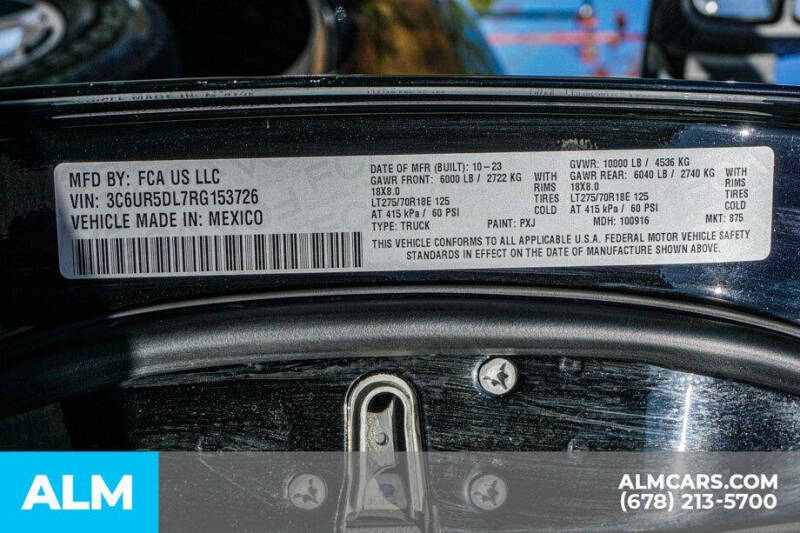 MFD BY: FCA US LLC
VIN: 3C6UR5DL7RG153726
VEHICLE MADE IN: MEXICO
DATE OF MFR (BUILT): 10-23
GAWR FRONT: 6000 LB / 2722 KG WITH
18X8.0 RIMS
LT275/70R18E 125 TIRES
AT 415 kPa / 60 PSI COLD
TYPE: TRUCK PAINT: PXJ
GVWR: 10000 LB / 4536 KG
GAWR REAR: 6040 LB / 2740 KG WITH
18X8.0 RIMS
LT275/70R18E 125 TIRES
AT 415 kPa / 60 PSI COLD
MDH: 100916 MKT: 875
THIS VEHICLE CONFORMS TO ALL APPLICABLE U.S.A. FEDERAL MOTOR VEHICLE SAFETY
STANDARDS IN EFFECT ON THE DATE OF MANUFACTURE SHOWN ABOVE.
ALM
ALMCARS.COM
(678) 213-5700